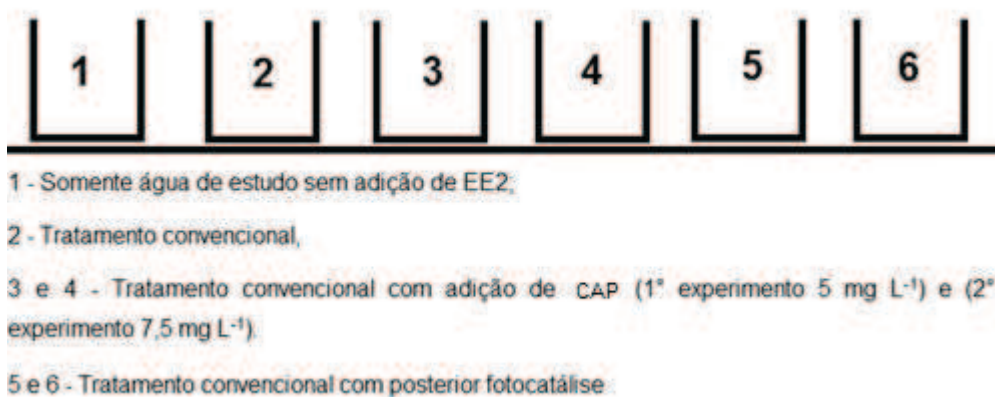 1 2 3 4 5 6
1 - Somente água de estudo sem adição de EE2;
2 - Tratamento convencional,
3 e 4 - Tratamento convencional com adição de CAP (1° experimento 5 mg L⁻¹) e (2°
experimento 7,5 mg L⁻¹).
5 e 6 - Tratamento convencional com posterior fotocatálise